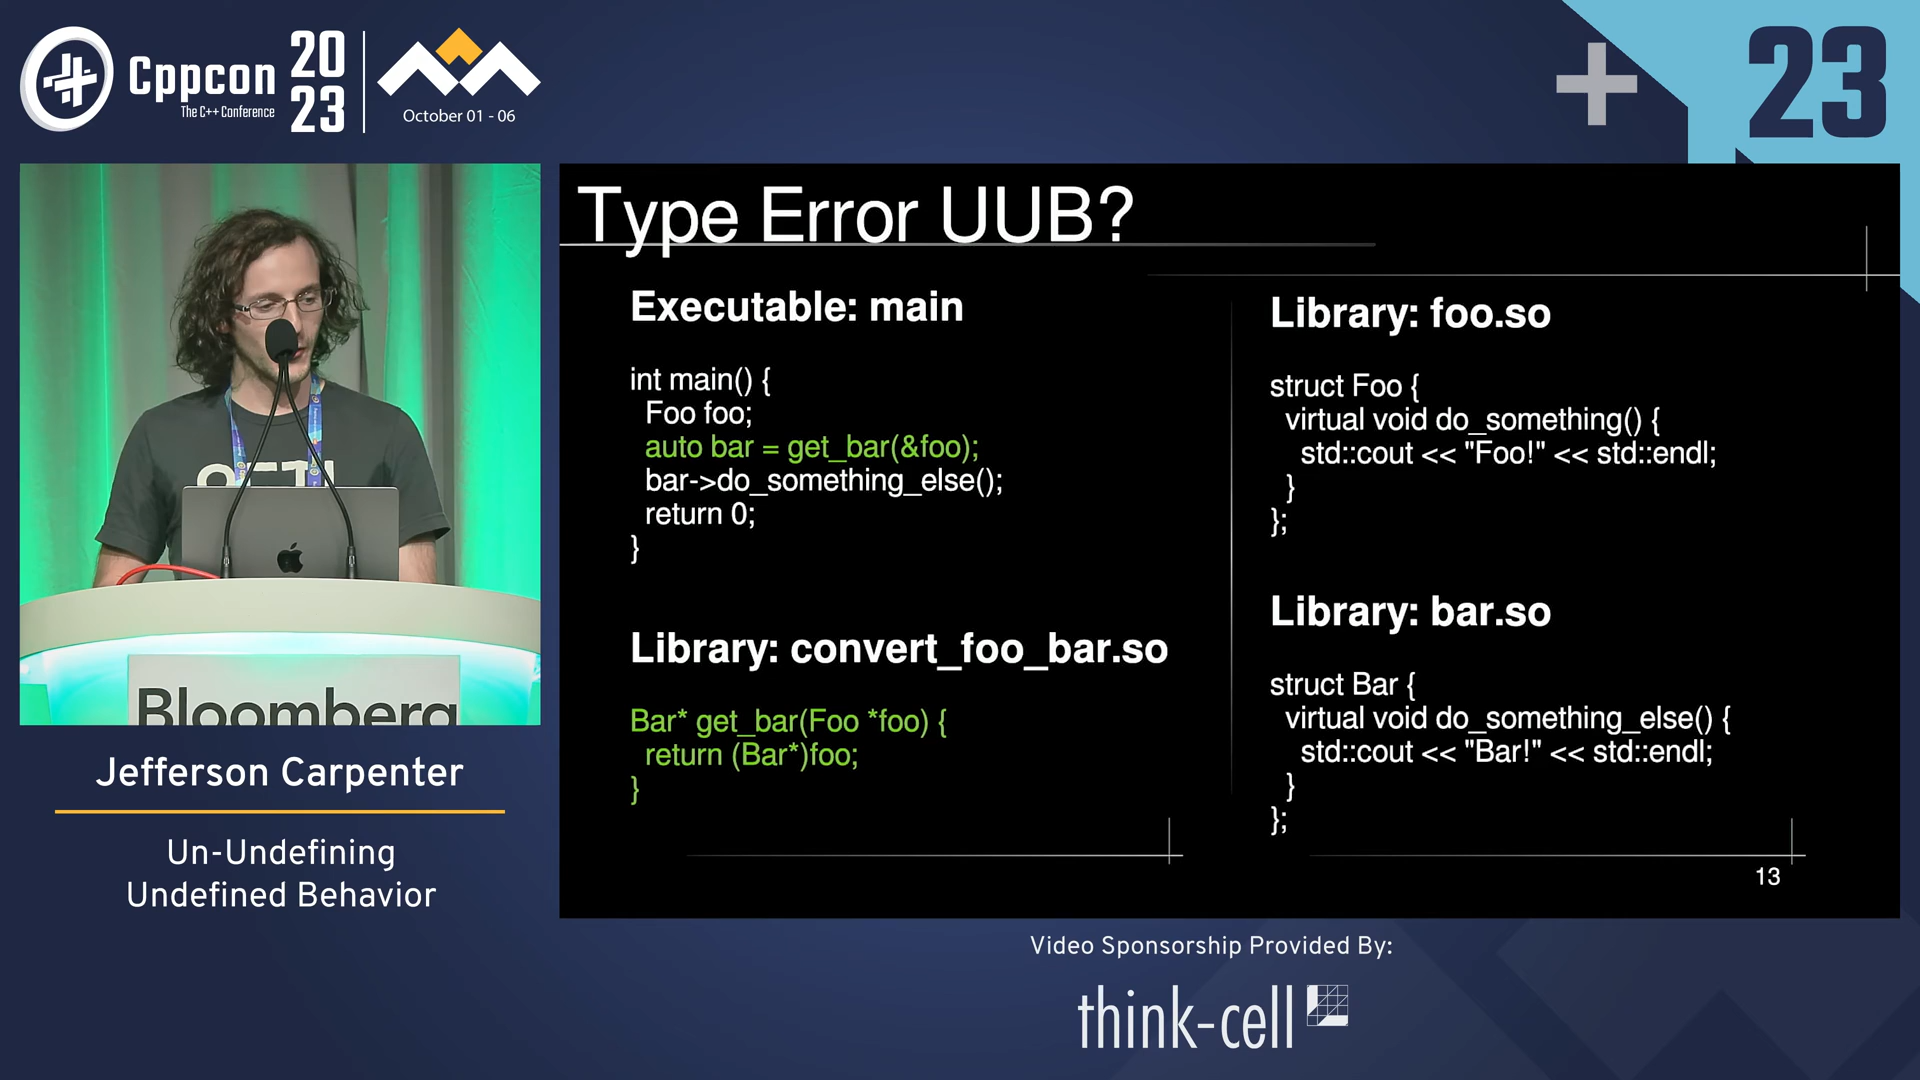 Cppcon
The C++ Conference
20
23
October 01 - 06
+ 23
Type Error UUB?
Executable: main
int main() {
Foo foo;
auto bar = get_bar(&foo);
bar->do_something_else();
return 0;
}
Library: convert_foo_bar.so
Bar* get_bar(Foo *foo) {
return (Bar*)foo;
}
Library: foo.so
struct Foo {
virtual void do_something() {
std::cout << "Foo!" << std::endl;
}
};
Library: bar.so
struct Bar {
virtual void do_something_else() {
std::cout << "Bar!" << std::endl;
}
};
13
Bloomberg
Jefferson Carpenter
Un-Undefining
Undefined Behavior
Video Sponsorship Provided By:
think-cell